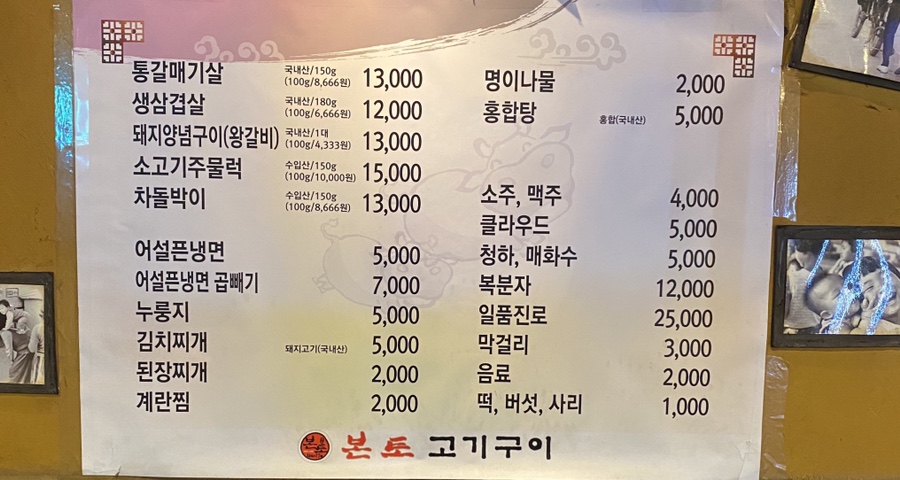 통갈매기살 국내산/150g (100g/8,666원) 13,000
생삼겹살 국내산/180g (100g/6,666원) 12,000
돼지양념구이(왕갈비) 국내산/1대 (100g/4,333원) 13,000
소고기주물럭 수입산/150g (100g/10,000원) 15,000
차돌박이 수입산/150g (100g/8,666원) 13,000
어설픈냉면 5,000
어설픈냉면 곱빼기 7,000
누룽지 5,000
김치찌개 돼지고기(국내산) 5,000
된장찌개 2,000
계란찜 2,000
명이나물 2,000
홍합탕 홍합(국내산) 5,000
소주, 맥주 4,000
클라우드 5,000
청하, 매화수 5,000
복분자 12,000
일품진로 25,000
막걸리 3,000
음료 2,000
떡, 버섯, 사리 1,000
본토 본토 고기구이